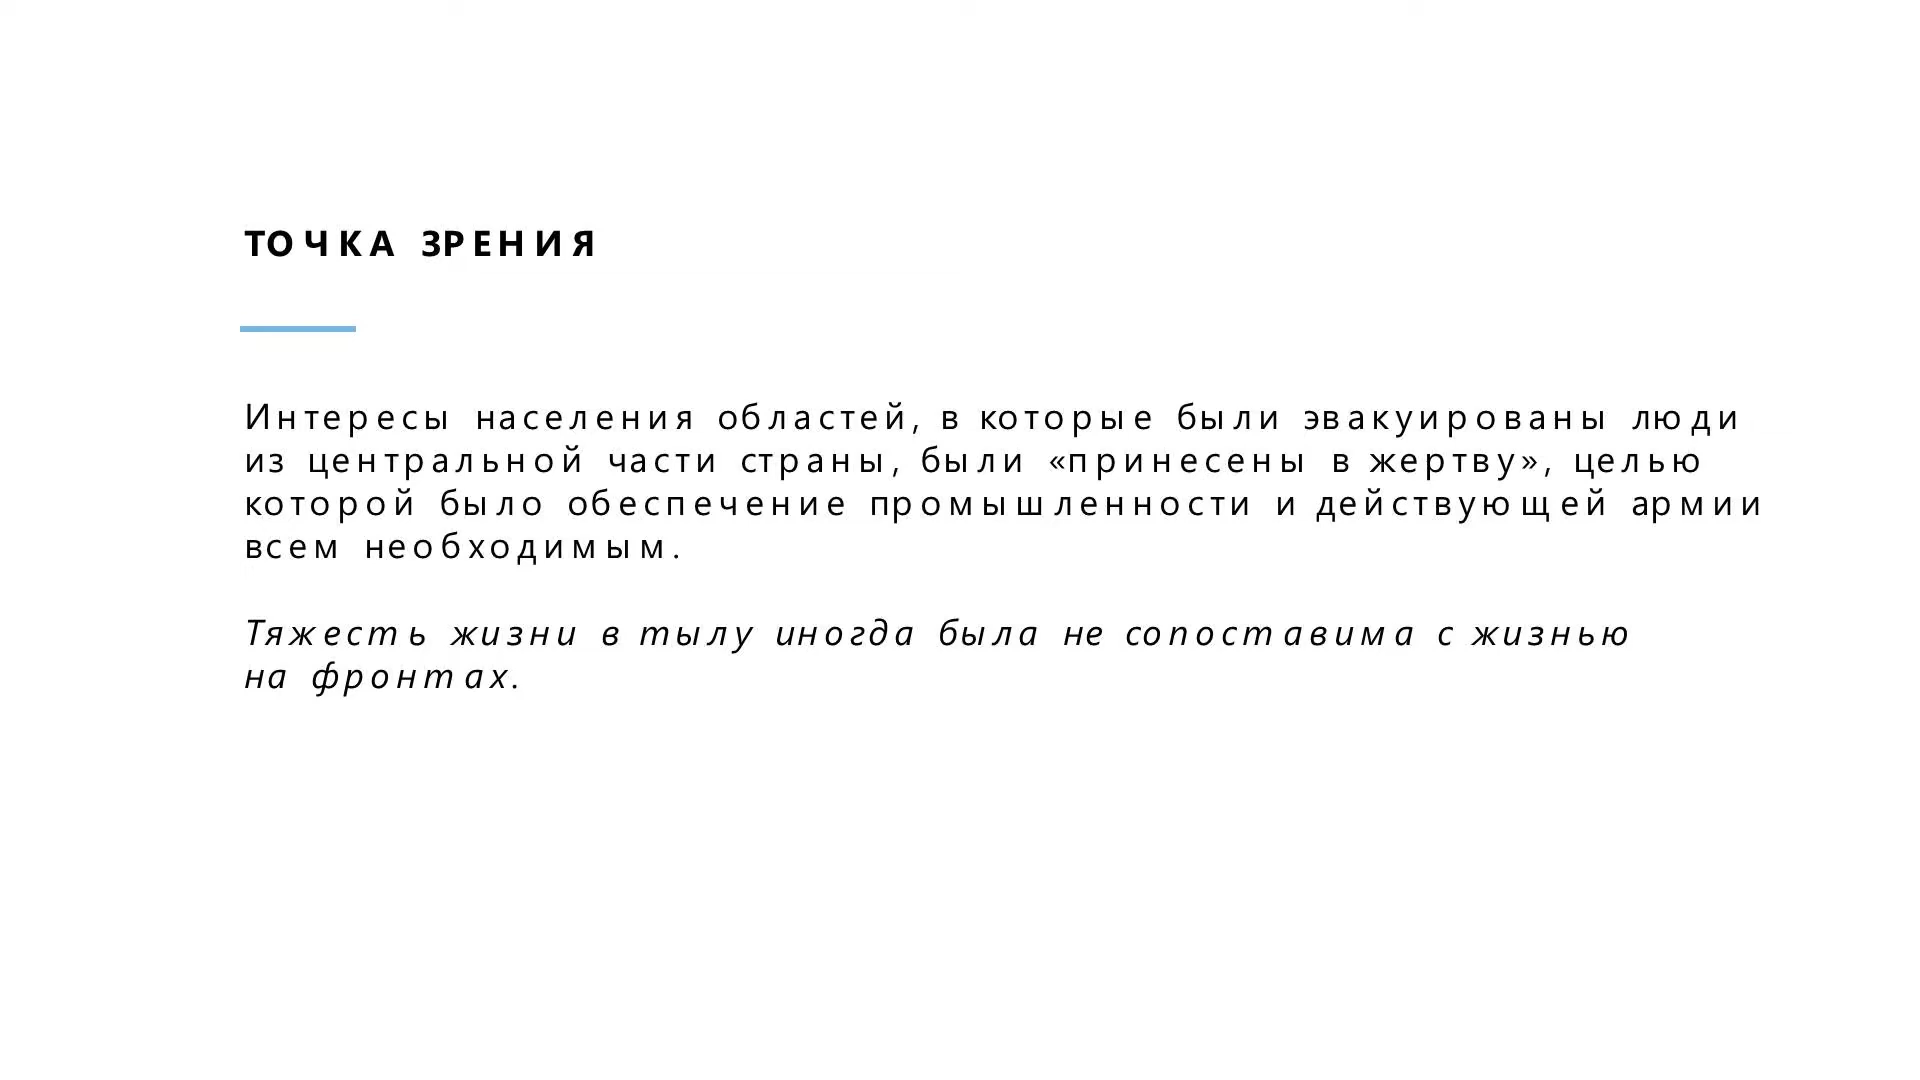 ТОЧКА ЗРЕНИЯ
Интересы населения областей, в которые были эвакуированы люди
из центральной части страны, были «принесены в жертву», целью
которой было обеспечение промышленности и действующей армии
всем необходимым.
Тяжесть жизни в тылу иногда была не сопоставима с жизнью
на фронтах.